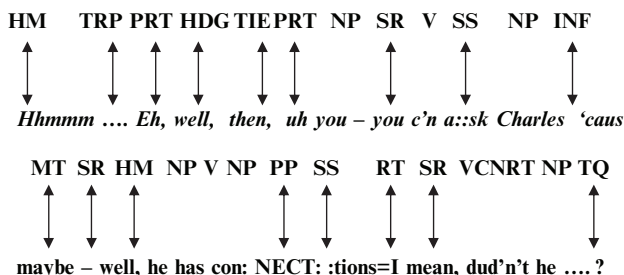 HM TRP PRT HDG TIE PRT NP SR V SS NP INF
Hhmmm …. Eh, well, then, uh you – you c’n a::sk Charles ‘caus
MT SR HM NP V NP PP SS RT SR VCNRT NP TQ
maybe – well, he has con: NECT: :tions=I mean, dud’n’t he …. ?